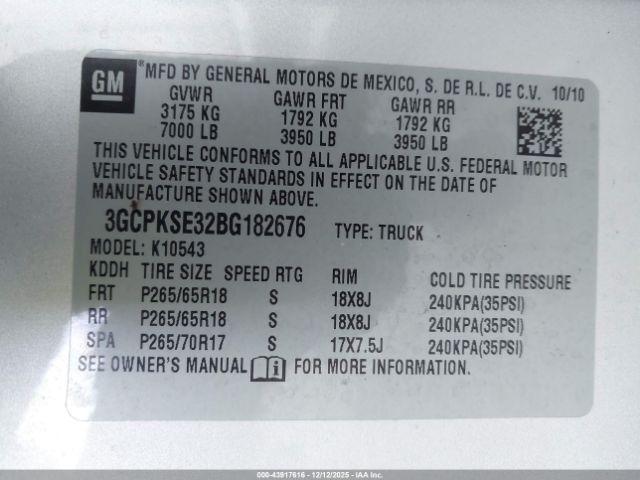 GM ® MFD BY GENERAL MOTORS DE MEXICO, S. DE R.L. DE C.V. 10/10
GVWR GAWR FRT GAWR RR
3175 KG 1792 KG 1792 KG
7000 LB 3950 LB 3950 LB
THIS VEHICLE CONFORMS TO ALL APPLICABLE U.S. FEDERAL MOTOR
VEHICLE SAFETY STANDARDS IN EFFECT ON THE DATE OF
MANUFACTURE SHOWN ABOVE.
3GCPKSE32BG182676 TYPE: TRUCK
MODEL: K10543
KDDH TIRE SIZE SPEED RTG RIM COLD TIRE PRESSURE
FRT P265/65R18 S 18X8J 240KPA(35PSI)
RR P265/65R18 S 18X8J 240KPA(35PSI)
SPA P265/70R17 S 17X7.5J 240KPA(35PSI)
SEE OWNER'S MANUAL FOR MORE INFORMATION.
000-43917616 - 12/12/2025 - IAA.com